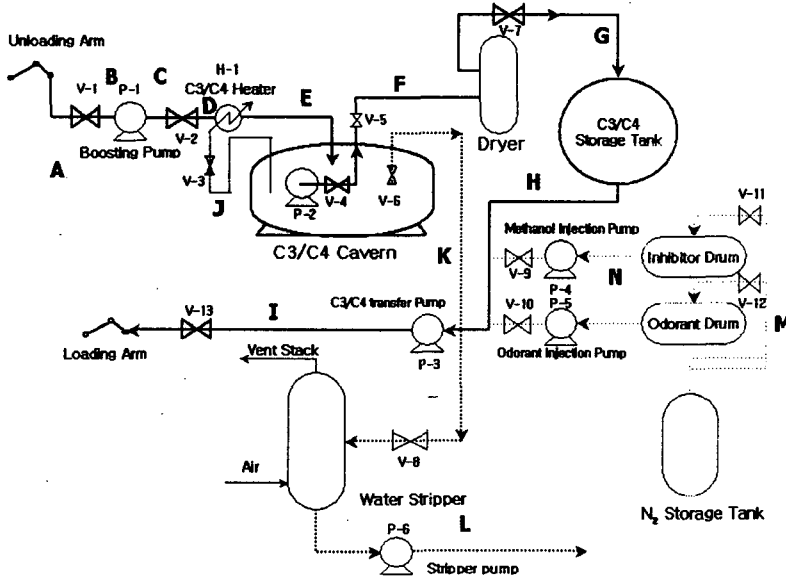 Unloading Arm
V-1
B
P-1
C
V-2
D
H-1
C3/C4 Heater
E
Boosting Pump
A
V-3
J
P-2
V-4
V-5
V-6
C3/C4 Cavern
F
Dryer
V-7
G
C3/C4
Storage Tank
H
K
Methanol Injection Pump
V-9
P-4
N
Inhibitor Drum
V-11
V-10
P-5
Odorant Injection Pump
Odorant Drum
V-12
M
C3/C4 transfer Pump
P-3
I
V-13
Loading Arm
Vent Stack
Air
Water Stripper
V-8
L
P-6
Stripper pump
N₂ Storage Tank